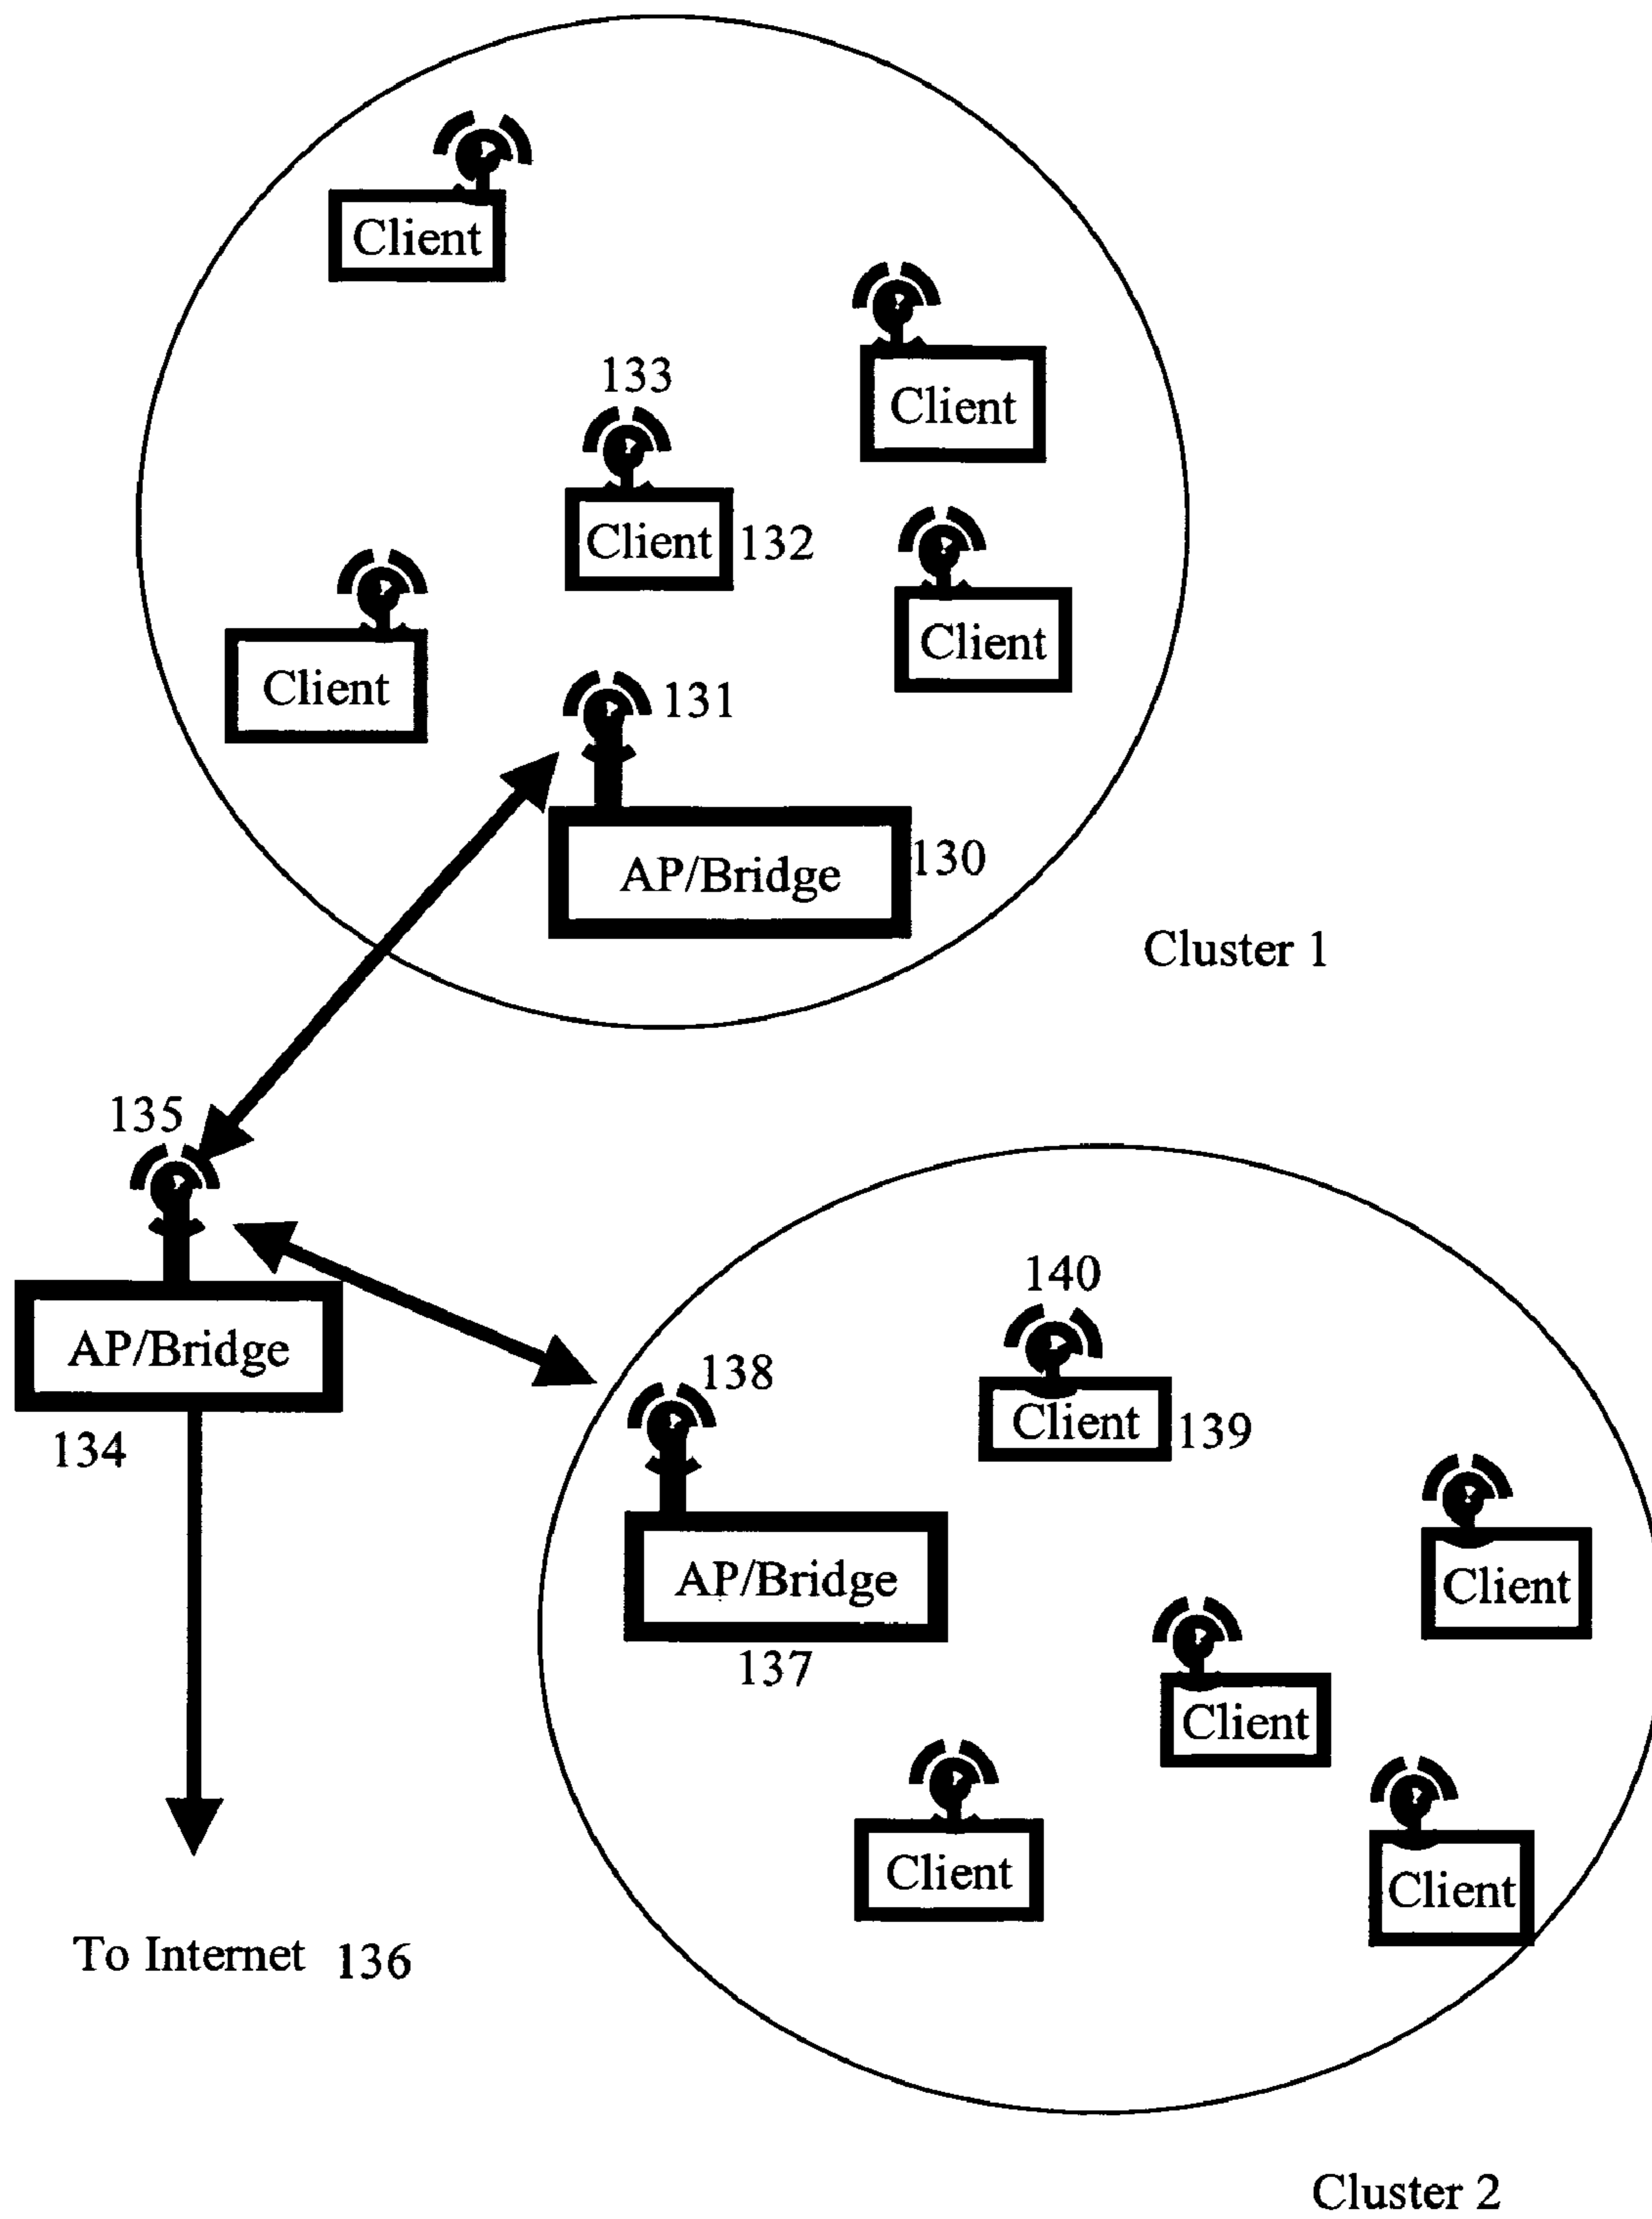 Client
Client
133
Client 132
Client
Client
131
AP/Bridge 130
Cluster 1
135
AP/Bridge
134
140
138
Client 139
Client
AP/Bridge
137
Client
Client
Client
To Internet 136
Cluster 2